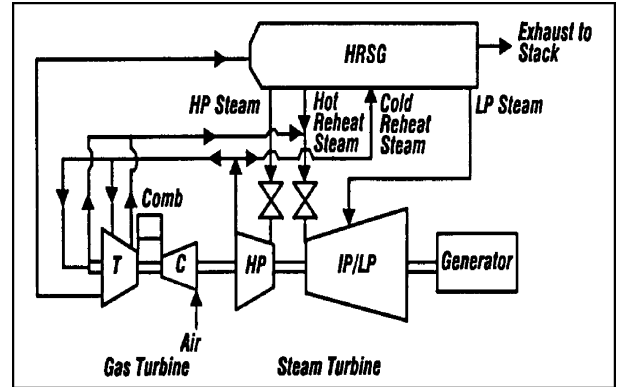 Exhaust to
Stack
HRSG
HP Steam
Hot
Reheat
Steam
Cold
Reheat
Steam
LP Steam
Comb
T
C
HP
IP/LP
Generator
Air
Gas Turbine
Steam Turbine